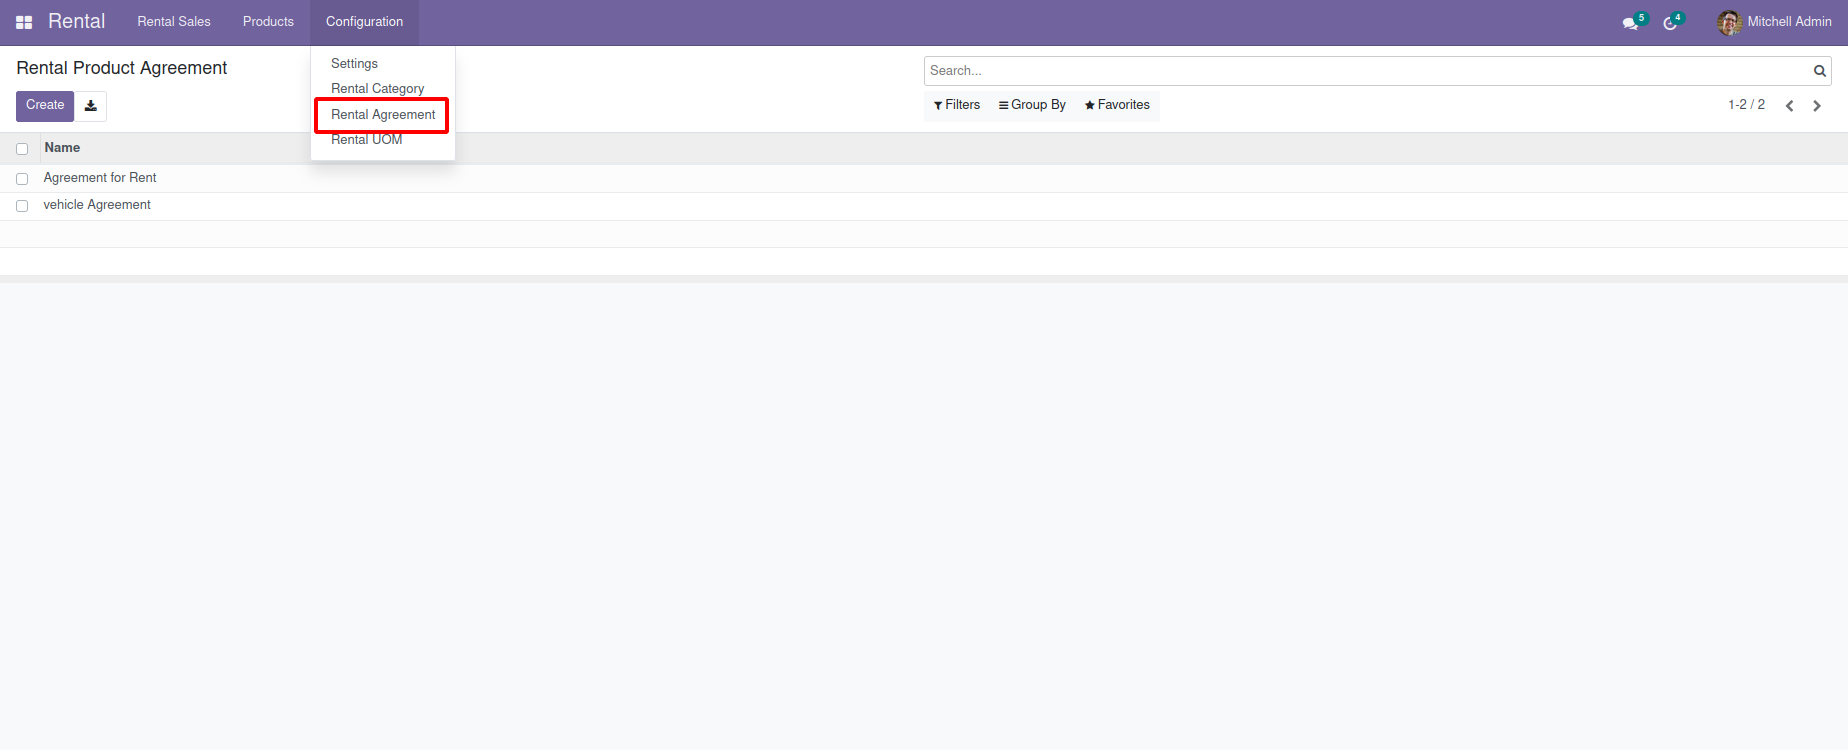 Rental Rental Sales Products Configuration 5 4 Mitchell Admin
Rental Product Agreement
Settings
Rental Category
Rental Agreement
Rental UOM
Search...
Create
Filters Group By Favorites 1-2 / 2
Name
Agreement for Rent
vehicle Agreement